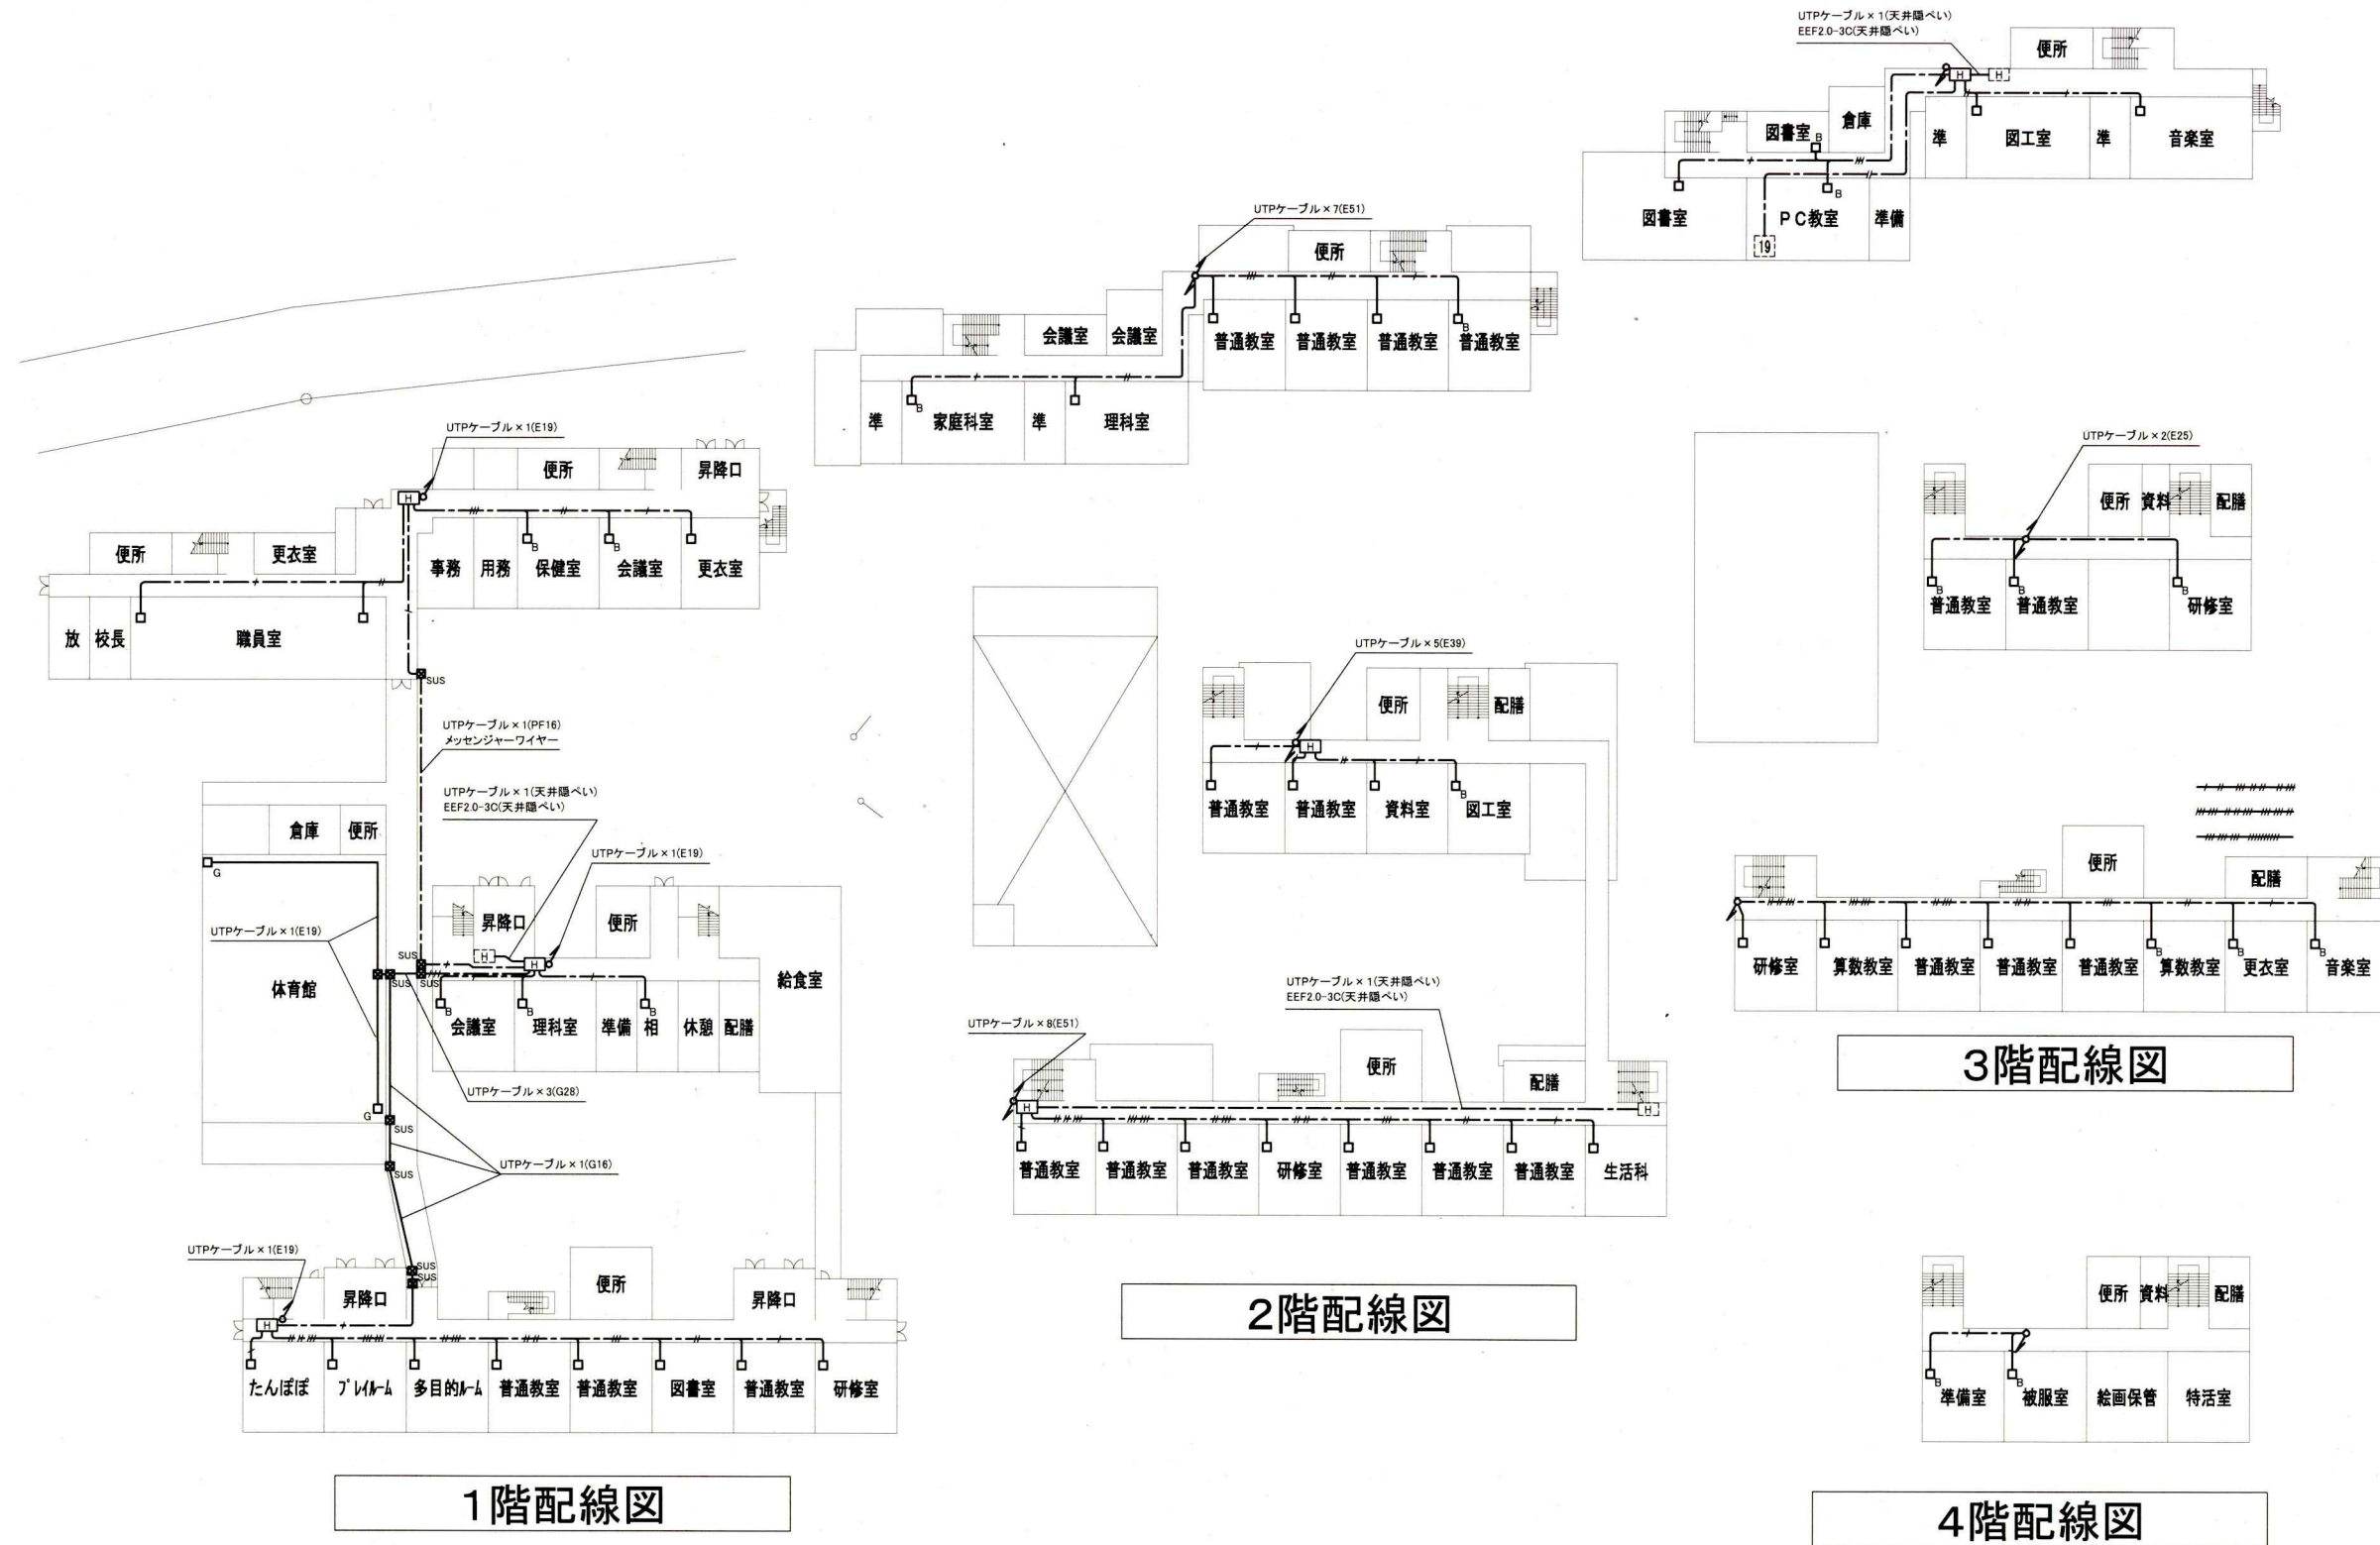 UTPケーブル×1(天井隠ぺい)
EEF2.0-3C(天井隠ぺい)
便所
H
H
図書室
B
倉庫
準
図工室
準
音楽室
図書室
PC教室
B
準備
19
UTPケーブル×7(E51)
便所
会議室
会議室
普通教室
普通教室
普通教室
B
普通教室
準
B
家庭科室
準
理科室
UTPケーブル×1(E19)
便所
昇降口
H
便所
更衣室
事務
用務
B
保健室
B
会議室
更衣室
放
校長
職員室
SUS
UTPケーブル×1(PF16)
メッセンジャーワイヤー
UTPケーブル×1(天井隠ぺい)
EEF2.0-3C(天井隠ぺい)
倉庫
便所
UTPケーブル×1(E19)
G
UTPケーブル×1(E19)
昇降口
便所
SUS
H
H
給食室
体育館
SUS
SUS
B
会議室
B
理科室
準備
B
相
休憩
配膳
UTPケーブル×3(G28)
G
SUS
SUS
UTPケーブル×1(G16)
UTPケーブル×1(E19)
SUS
SUS
昇降口
便所
昇降口
H
たんぽぽ
プレイルーム
多目的ルーム
普通教室
普通教室
図書室
普通教室
研修室
1階配線図
UTPケーブル×5(E39)
便所
配膳
H
普通教室
普通教室
資料室
B
図工室
UTPケーブル×1(天井隠ぺい)
EEF2.0-3C(天井隠ぺい)
UTPケーブル×8(E51)
便所
配膳
H
H
普通教室
普通教室
普通教室
研修室
普通教室
普通教室
普通教室
生活科
2階配線図
UTPケーブル×2(E25)
便所
資料
配膳
B
普通教室
B
普通教室
B
研修室
便所
配膳
研修室
算数教室
普通教室
普通教室
普通教室
B
算数教室
B
更衣室
B
音楽室
3階配線図
便所
資料
配膳
B
準備室
B
被服室
絵画保管
特活室
4階配線図